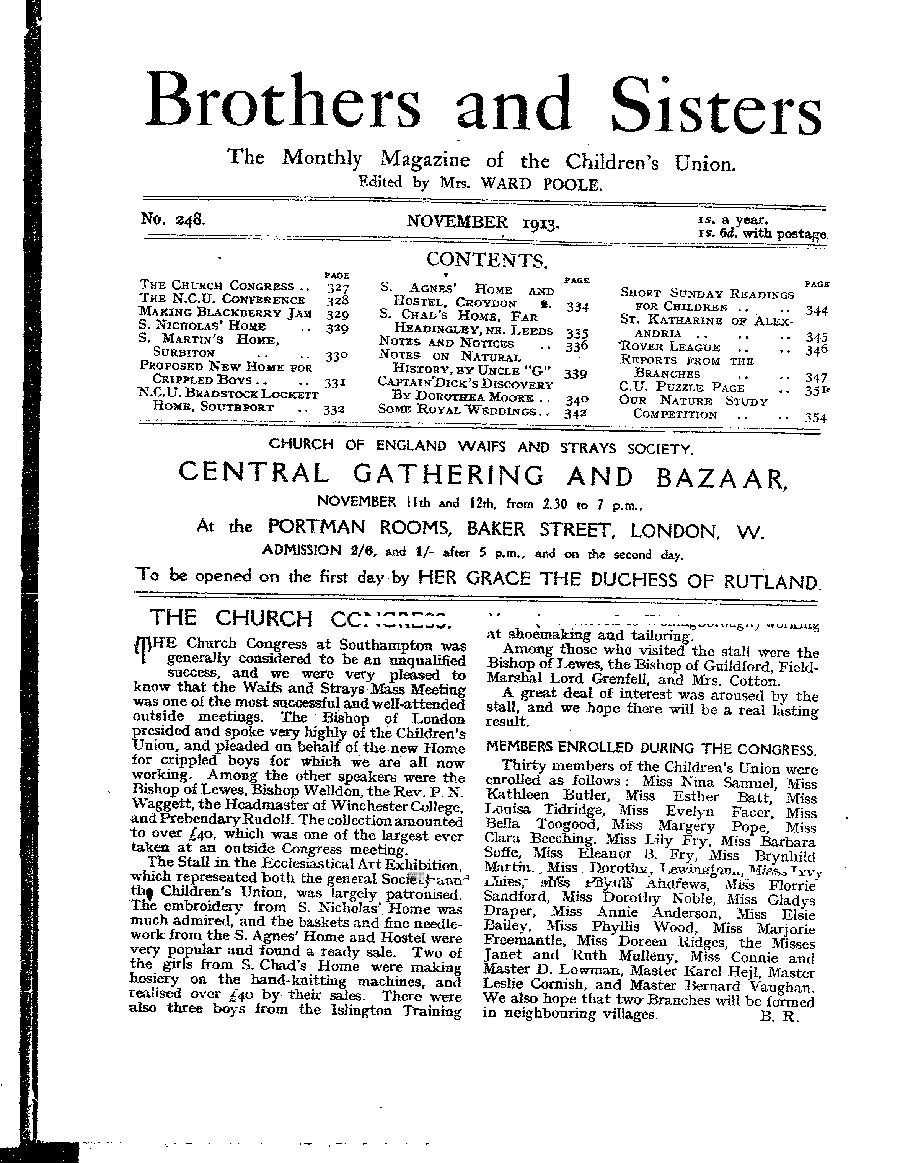 Brothers and Sisters
The Monthly Magazine of the Children's Union.
Edited by Mrs. WARD POOLE.
No. 248.
NOVEMBER 1913.
1s. a year.
1s. 6d. with postage
CONTENTS.
PAGE
THE CHURCH CONGRESS .. 327
THE N.C.U. CONFERENCE 328
MAKING BLACKBERRY JAM 329
S. NICHOLAS' HOME .. 329
S. MARTIN'S HOME,
SURBITON .. .. 330
PROPOSED NEW HOME FOR
CRIPPLED BOYS .. .. 331
N.C.U. BRADSTOCK LOCKETT
HOME, SOUTHPORT .. 332
PAGE
S. AGNES' HOME AND
HOSTEL, CROYDON 334
S. CHAD'S HOME, FAR
HEADINGLEY, NR. LEEDS 335
NOTES AND NOTICES .. 336
NOTES ON NATURAL
HISTORY, BY UNCLE "G" 339
CAPTAIN DICK'S DISCOVERY
BY DOROTHEA MOORE .. 340
SOME ROYAL WEDDINGS .. 342
PAGE
SHORT SUNDAY READINGS
FOR CHILDREN .. .. 344
ST. KATHARINE OF ALEX-
ANDRIA .. .. .. 345
ROVER LEAGUE .. .. 346
REPORTS FROM THE
BRANCHES .. .. 347
C.U. PUZZLE PAGE .. 351
OUR NATURE STUDY
COMPETITION .. .. 354
CHURCH OF ENGLAND WAIFS AND STRAYS SOCIETY.
CENTRAL GATHERING AND BAZAAR,
NOVEMBER 11th and 12th, from 2.30 to 7 p.m.,
At the PORTMAN ROOMS, BAKER STREET, LONDON, W.
ADMISSION 2/6, and 1/- after 5 p.m., and on the second day.
To be opened on the first day by HER GRACE THE DUCHESS OF RUTLAND.
THE CHURCH CONGRESS.
THE Church Congress at Southampton was
generally considered to be an unqualified
success, and we were very pleased to
know that the Waifs and Strays Mass Meeting
was one of the most successful and well-attended
outside meetings. The Bishop of London
presided and spoke very highly of the Children's
Union, and pleaded on behalf of the new Home
for crippled boys for which we are all now
working. Among the other speakers were the
Bishop of Lewes, Bishop Welldon, the Rev. P. N.
Waggett, the Headmaster of Winchester College,
and Prebendary Rudolf. The collection amounted
to over £40, which was one of the largest ever
taken at an outside Congress meeting.
The Stall in the Ecclesiastical Art Exhibition,
which represented both the general Society and
the Children's Union, was largely patronised.
The embroidery from S. Nicholas' Home was
much admired, and the baskets and fine needle-
work from the S. Agnes' Home and Hostel were
very popular and found a ready sale. Two of
the girls from S. Chad's Home were making
hosiery on the hand-knitting machines, and
realised over £40 by their sales. There were
also three boys from the Islington Training
working
at shoemaking and tailoring.
Among those who visited the stall were the
Bishop of Lewes, the Bishop of Guildford, Field-
Marshal Lord Grenfell, and Mrs. Cotton.
A great deal of interest was aroused by the
stall, and we hope there will be a real lasting
result.
MEMBERS ENROLLED DURING THE CONGRESS.
Thirty members of the Children's Union were
enrolled as follows: Miss Nina Samuel, Miss
Kathleen Butler, Miss Esther Batt, Miss
Louisa Tidridge, Miss Evelyn Facer, Miss
Bella Toogood, Miss Margery Pope, Miss
Clara Beeching, Miss Lily Fry, Miss Barbara
Soffe, Miss Eleanor B. Fry, Miss Brynhild
Martin, Miss Dorothy Lewington, Miss Ivy
Miss Phyllis Andrews, Miss Florrie
Sandford, Miss Dorothy Noble, Miss Gladys
Draper, Miss Annie Anderson, Miss Elsie
Bailey, Miss Phyllis Wood, Miss Marjorie
Freemantle, Miss Doreen Ridges, the Misses
Janet and Ruth Mulleny, Miss Connie and
Master D. Lowman, Master Karel Hejl, Master
Leslie Cornish, and Master Bernard Vaughan.
We also hope that two Branches will be formed
in neighbouring villages. B. R.